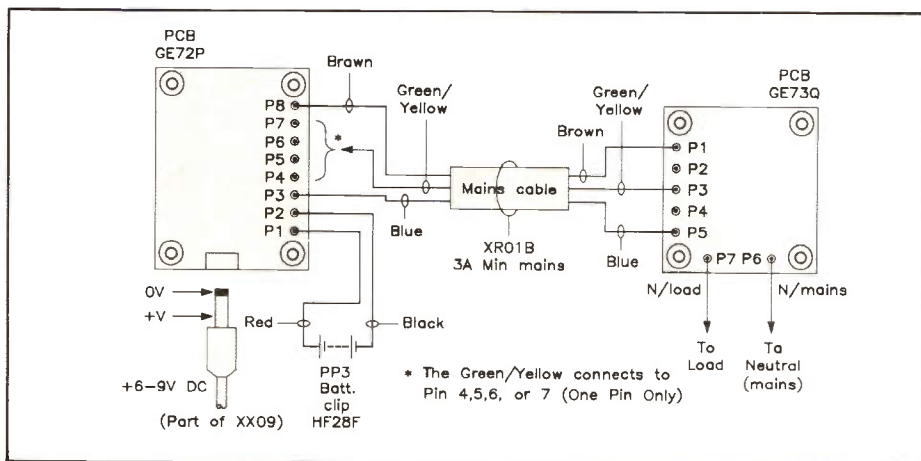 PCB
GE72P
Brawn
Green/
Yellow
P8
P7
P6
P5
P4
P3
P2
P1
*
Blue
Mains cable
XR01B
3A Min mains
Brown
Green/
Yellow
Blue
PCB
GE73Q
P1
P2
P3
P4
P5
P7 P6
N/load
N/mains
To
Load
Ta
Neutral
(mains)
0V
+V
+6-9V DC
(Part of XX09)
Red
Black
PP3
Batt.
clip
HF28F
* The Green/Yellow connects to
Pin 4,5,6, or 7 (One Pin Only)